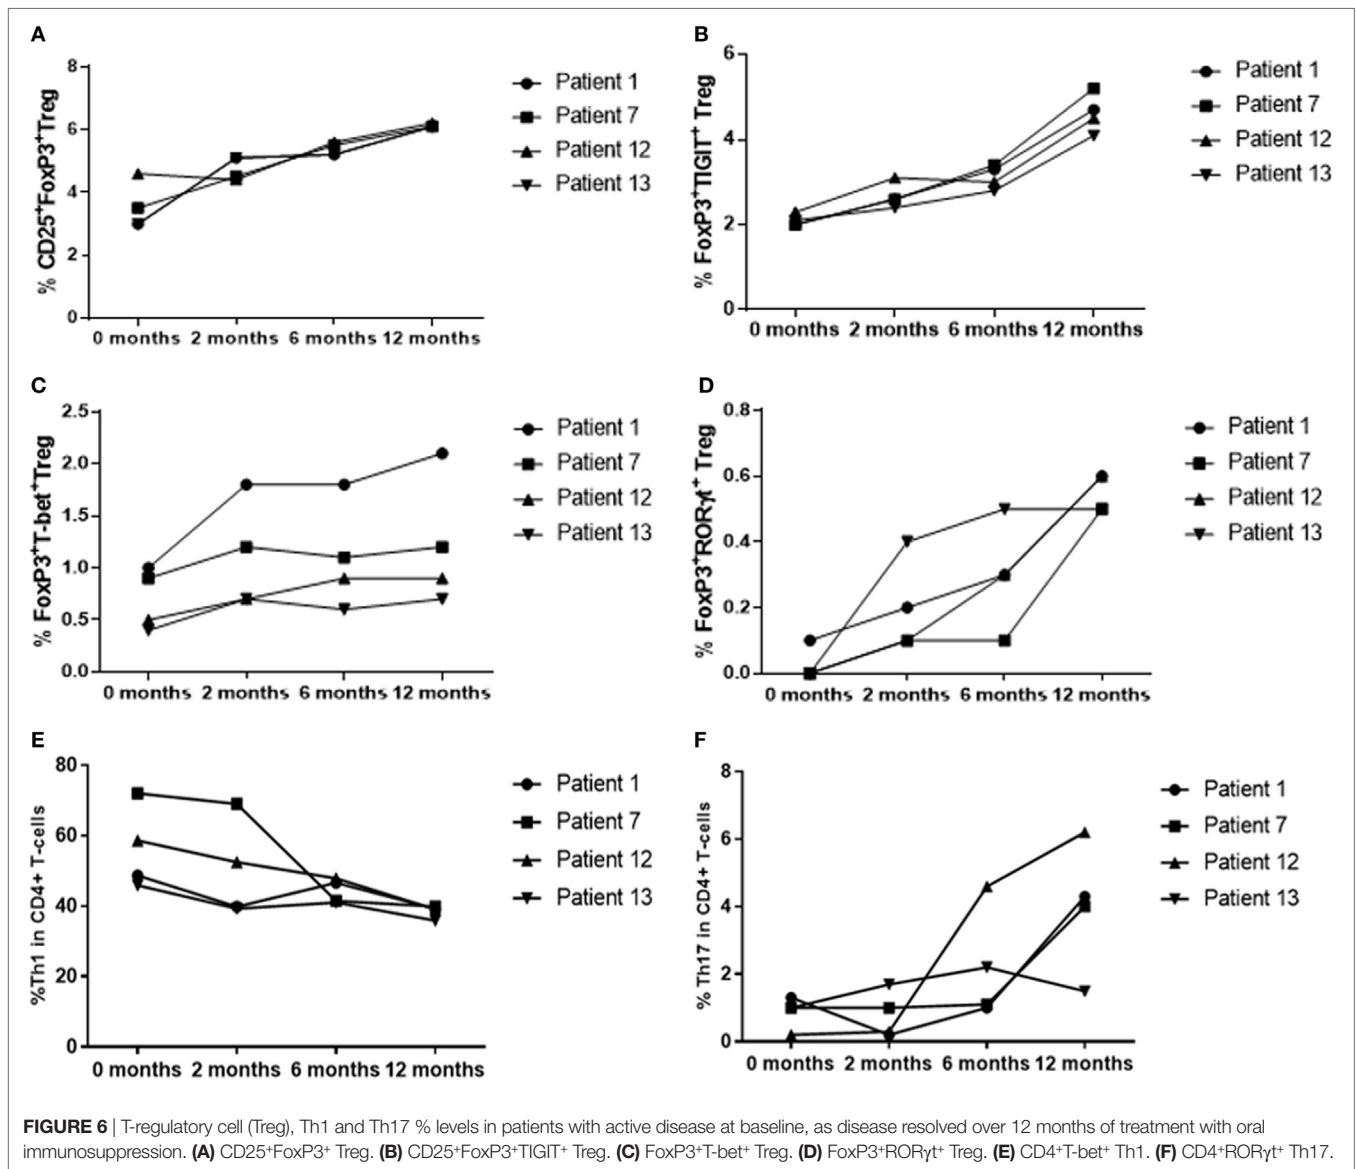 A
8
6
4
2
0
% CD25⁺FoxP3⁺Treg
0 months 2 months 6 months 12 months
Patient 1
Patient 7
Patient 12
Patient 13
B
6
4
2
0
% FoxP3⁺TIGIT⁺ Treg
0 months 2 months 6 months 12 months
Patient 1
Patient 7
Patient 12
Patient 13
C
2.5
2.0
1.5
1.0
0.5
0.0
% FoxP3⁺T-bet⁺Treg
0 months 2 months 6 months 12 months
Patient 1
Patient 7
Patient 12
Patient 13
D
0.8
0.6
0.4
0.2
0.0
% FoxP3⁺RORγt⁺ Treg
0 months 2 months 6 months 12 months
Patient 1
Patient 7
Patient 12
Patient 13
E
80
60
40
20
0
%Th1 in CD4+ T-cells
0 months 2 months 6 months 12 months
Patient 1
Patient 7
Patient 12
Patient 13
F
8
6
4
2
0
% Th17 in CD4+ T-cells
0 months 2 months 6 months 12 months
Patient 1
Patient 7
Patient 12
Patient 13
FIGURE 6 | T-regulatory cell (Treg), Th1 and Th17 % levels in patients with active disease at baseline, as disease resolved over 12 months of treatment with oral
immunosuppression. (A) CD25⁺FoxP3⁺ Treg. (B) CD25⁺FoxP3⁺TIGIT⁺ Treg. (C) FoxP3⁺T-bet⁺ Treg. (D) FoxP3⁺RORγt⁺ Treg. (E) CD4⁺T-bet⁺ Th1. (F) CD4⁺RORγt⁺ Th17.